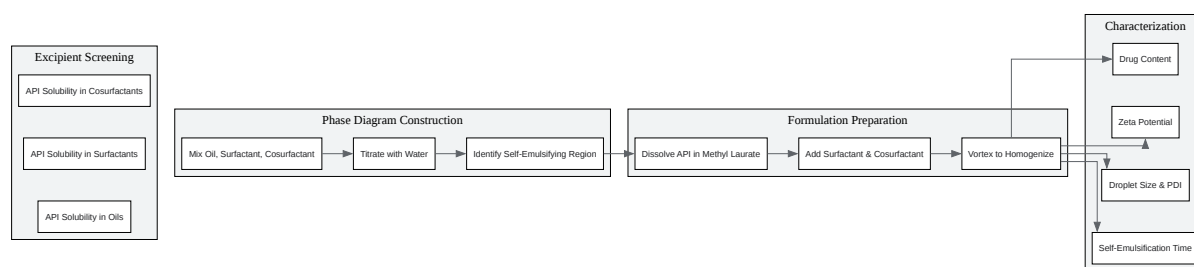 Excipient Screening
API Solubility in Cosurfactants
API Solubility in Surfactants
API Solubility in Oils
Phase Diagram Construction
Mix Oil, Surfactant, Cosurfactant
Titrate with Water
Identify Self-Emulsifying Region
Formulation Preparation
Dissolve API in Methyl Laurate
Add Surfactant & Cosurfactant
Vortex to Homogenize
Characterization
Drug Content
Zeta Potential
Droplet Size & PDI
Self-Emulsification Time